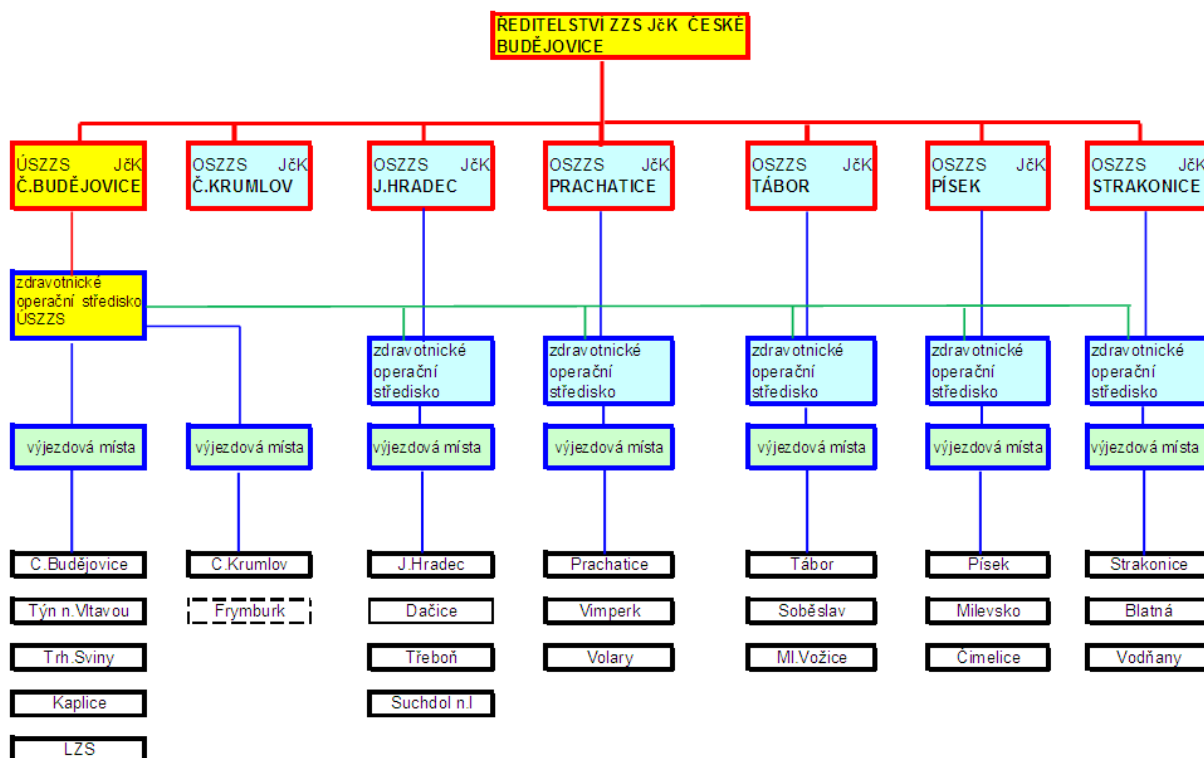 ŘEDITELSTVÍ ZZS JčK ČESKÉ
BUDĚJOVICE
ÚSZZS JčK
Č.BUDĚJOVICE
OSZZS JčK
Č.KRUMLOV
OSZZS JčK
J.HRADEC
OSZZS JčK
PRACHATICE
OSZZS JčK
TÁBOR
OSZZS JčK
PÍSEK
OSZZS JčK
STRAKONICE
zdravotnické
operační středisko
ÚSZZS
zdravotnické
operační
středisko
zdravotnické
operační
středisko
zdravotnické
operační
středisko
zdravotnické
operační
středisko
zdravotnické
operační
středisko
výjezdová místa
výjezdová místa
výjezdová místa
výjezdová místa
výjezdová místa
výjezdová místa
výjezdová místa
Č.Budějovice
Č.Krumlov
J.Hradec
Prachatice
Tábor
Písek
Strakonice
Týn n.Vltavou
Frymburk
Dačice
Vimperk
Soběslav
Milevsko
Blatná
Trh.Sviny
Třeboň
Volary
Ml.Vožice
Čimelice
Vodňany
Kaplice
Suchdol n.l
LZS